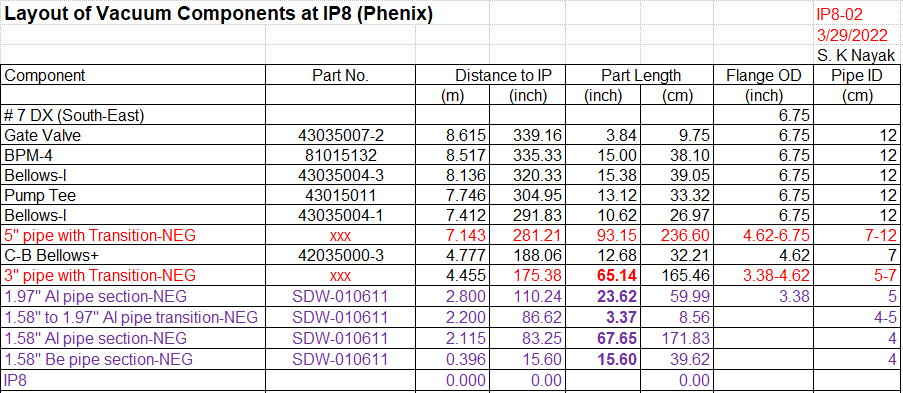 Layout of Vacuum Components at IP8 (Phenix) IP8-02
3/29/2022
S. K Nayak
Component Part No. Distance to IP Part Length Flange OD Pipe ID
(m) (inch) (inch) (cm) (inch) (cm)
# 7 DX (South-East) 6.75
Gate Valve 43035007-2 8.615 339.16 3.84 9.75 6.75 12
BPM-4 81015132 8.517 335.33 15.00 38.10 6.75 12
Bellows-I 43035004-3 8.136 320.33 15.38 39.05 6.75 12
Pump Tee 43015011 7.746 304.95 13.12 33.32 6.75 12
Bellows-I 43035004-1 7.412 291.83 10.62 26.97 6.75 12
5" pipe with Transition-NEG xxx 7.143 281.21 93.15 236.60 4.62-6.75 7-12
C-B Bellows+ 42035000-3 4.777 188.06 12.68 32.21 4.62 7
3" pipe with Transition-NEG xxx 4.455 175.38 65.14 165.46 3.38-4.62 5-7
1.97" Al pipe section-NEG SDW-010611 2.800 110.24 23.62 59.99 3.38 5
1.58" to 1.97" Al pipe transition-NEG SDW-010611 2.200 86.62 3.37 8.56 4-5
1.58" Al pipe section-NEG SDW-010611 2.115 83.25 67.65 171.83 4
1.58" Be pipe section-NEG SDW-010611 0.396 15.60 15.60 39.62 4
IP8 0.000 0.00 0.00